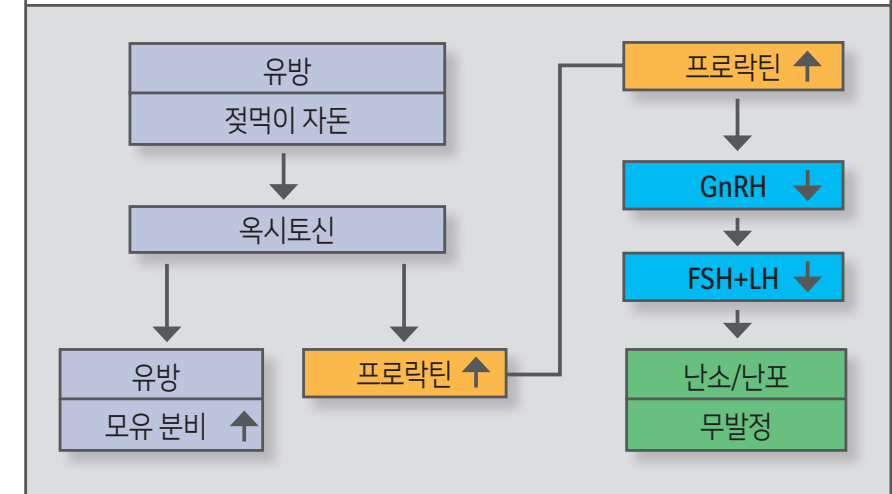 유방
젖먹이 자돈
옥시토신
유방
모유 분비 ↑
프로락틴 ↑
프로락틴 ↑
GnRH ↓
FSH+LH ↓
난소/난포
무발정